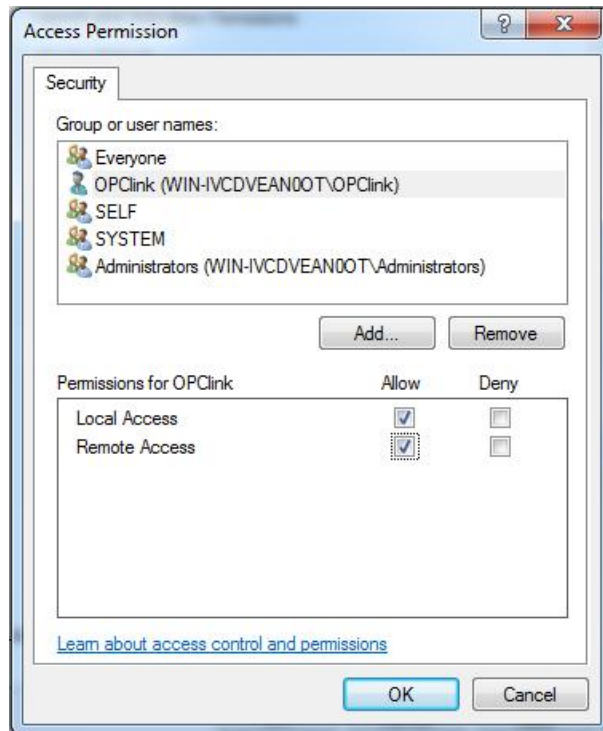 Access Permission
Security
Group or user names:
Everyone
OPClink (WIN-IVCDVEAN0OT\OPClink)
SELF
SYSTEM
Administrators (WIN-IVCDVEAN0OT\Administrators)
Add... Remove
Permissions for OPClink Allow Deny
Local Access
Remote Access
Learn about access control and permissions
OK Cancel